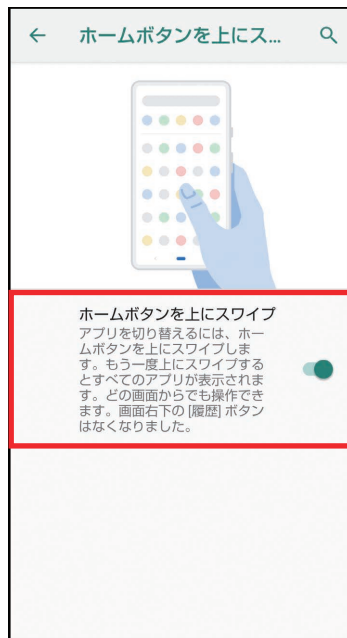 ホームボタンを上にス...
ホームボタンを上にスワイプ
アプリを切り替えるには、ホー
ムボタンを上にスワイプしま
す。もう一度上にスワイプする
とすべてのアプリが表示されま
す。どの画面からでも操作でき
ます。画面右下の [履歴] ボタン
はなくなりました。